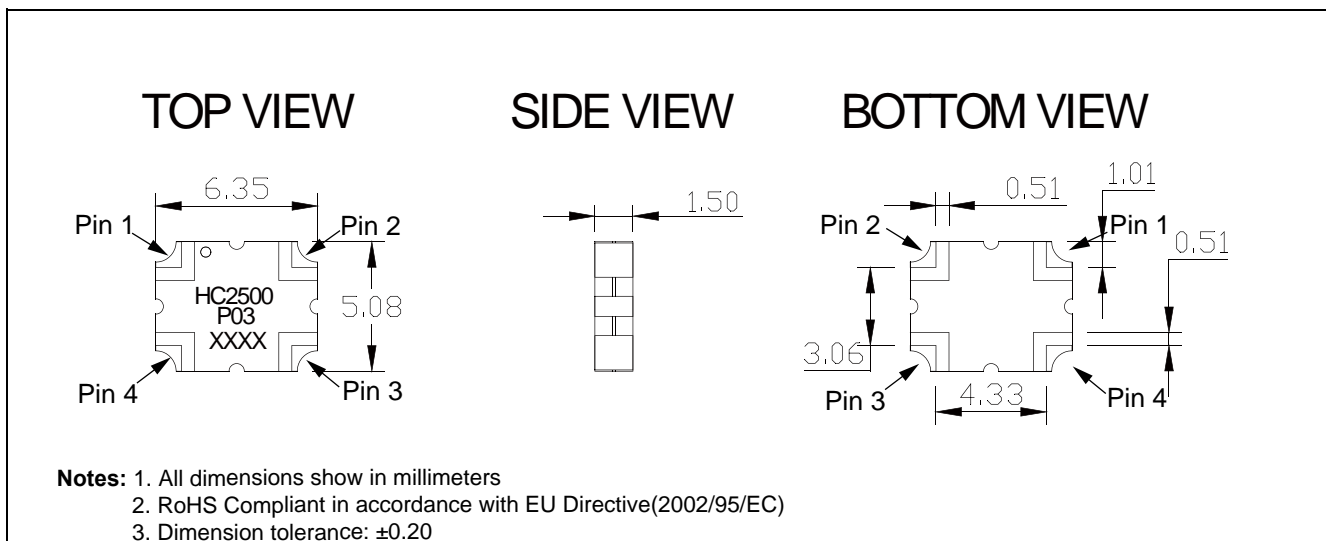 TOP VIEW
SIDE VIEW
BOTTOM VIEW
6.35
Pin 1
Pin 2
HC2500
P03
XXXX
5.08
Pin 4
Pin 3
1.50
0.51
1.01
Pin 2
Pin 1
0.51
3.06
Pin 3
4.33
Pin 4
Notes: 1. All dimensions show in millimeters
2. RoHS Compliant in accordance with EU Directive(2002/95/EC)
3. Dimension tolerance: ±0.20